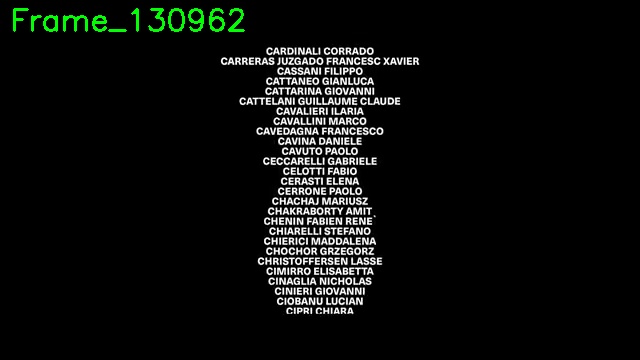 Frame_130962
CARDINALI CORRADO
CARRERAS JUZGADO FRANCESC XAVIER
CASSANI FILIPPO
CATTANEO GIANLUCA
CATTARINA GIOVANNI
CATTELANI GUILLAUME CLAUDE
CAVALIERI ILARIA
CAVALLINI MARCO
CAVEDAGNA FRANCESCO
CAVINA DANIELE
CAVUTO PAOLO
CECCARELLI GABRIELE
CELOTTI FABIO
CERASTI ELENA
CERRONE PAOLO
CHACHAJ MARIUSZ
CHAKRABORTY AMIT
CHENIN FABIEN RENE
CHIARELLI STEFANO
CHIERICI MADDALENA
CHOCHOR GRZEGORZ
CHRISTOFFERSEN LASSE
CIMIRRO ELISABETTA
CINAGLIA NICHOLAS
CINIERI GIOVANNI
CIOBANU LUCIAN
CIPRI CHIARA